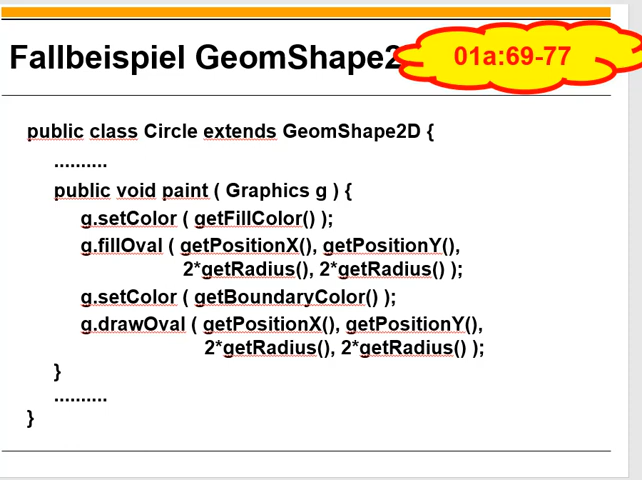 Fallbeispiel GeomShape2
01a:69-77
public class Circle extends GeomShape2D {
..........
public void paint ( Graphics g ) {
g.setColor ( getFillColor() );
g.fillOval ( getPositionX(), getPositionY(),
2*getRadius(), 2*getRadius() );
g.setColor ( getBoundaryColor() );
g.drawOval ( getPositionX(), getPositionY(),
2*getRadius(), 2*getRadius() );
}
..........
}